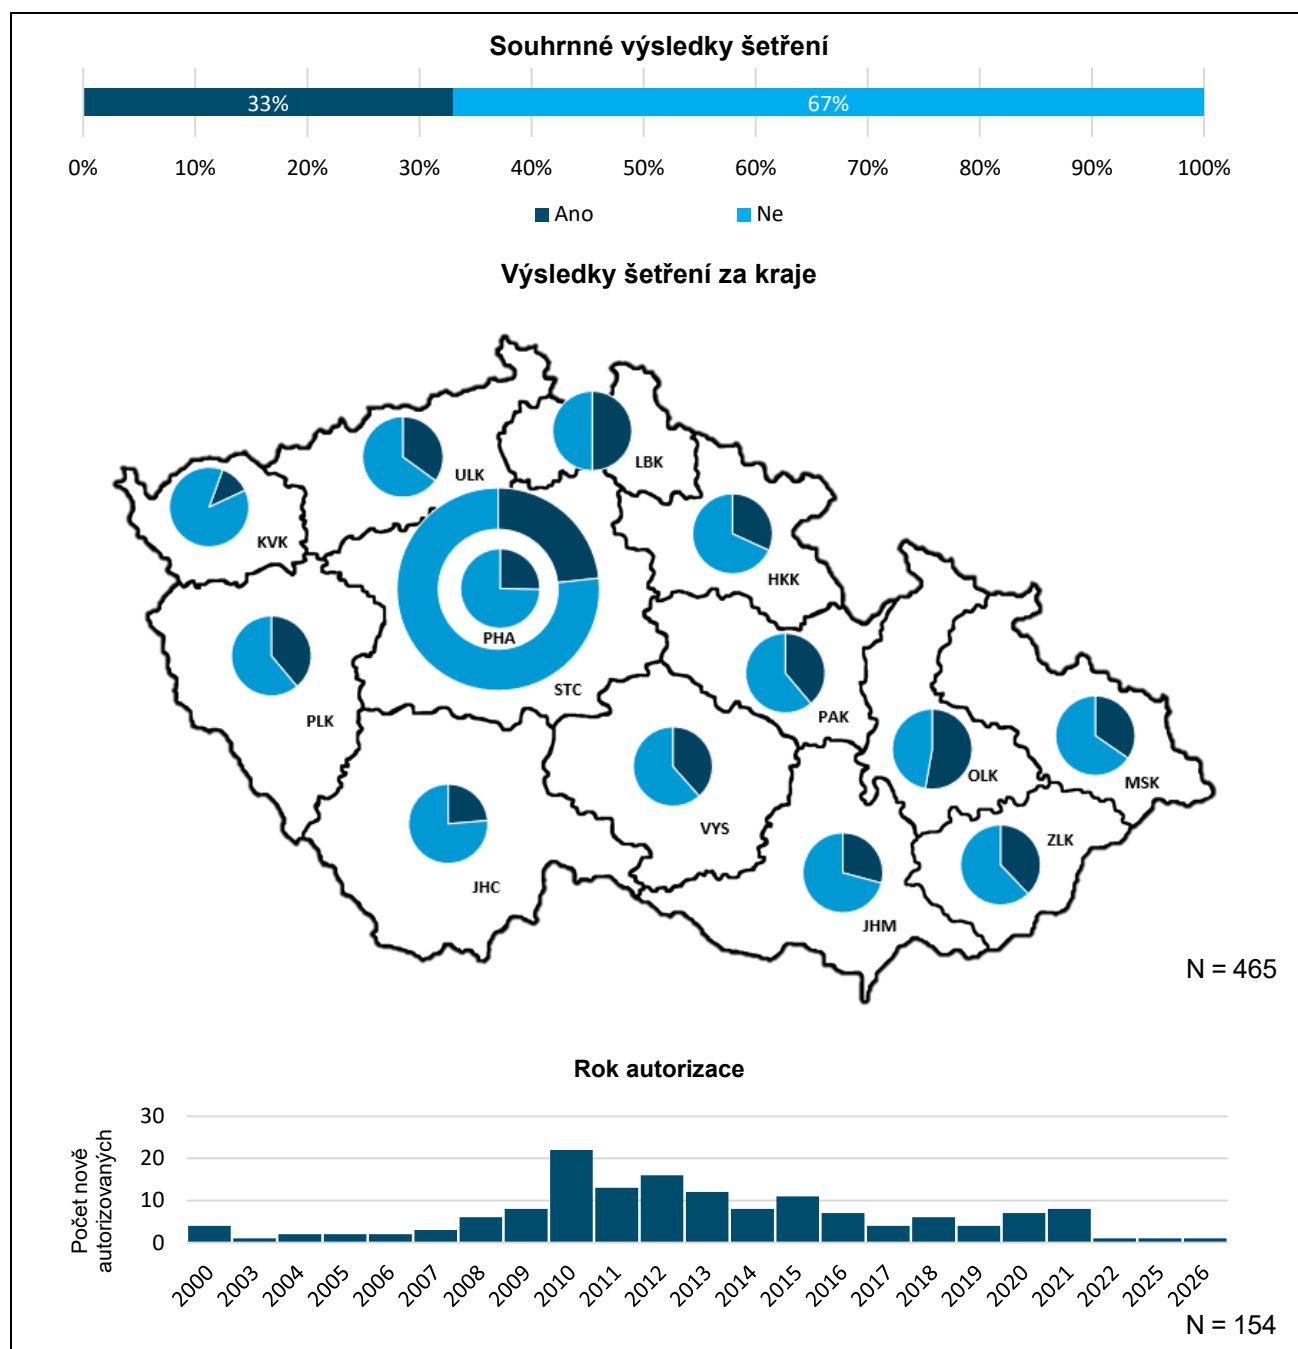 Souhrnné výsledky šetření
33% 67%
0% 10% 20% 30% 40% 50% 60% 70% 80% 90% 100%
Ano Ne
Výsledky šetření za kraje
LBK
ULK
KVK
HKK
PHA
STC
PLK
PAK
OLK
MSK
VYS
ZLK
JHC
JHM
N = 465
Rok autorizace
Počet nově
autorizovaných
30
20
10
0
2000 2003 2004 2005 2006 2007 2008 2009 2010 2011 2012 2013 2014 2015 2016 2017 2018 2019 2020 2021 2022 2025 2026
N = 154